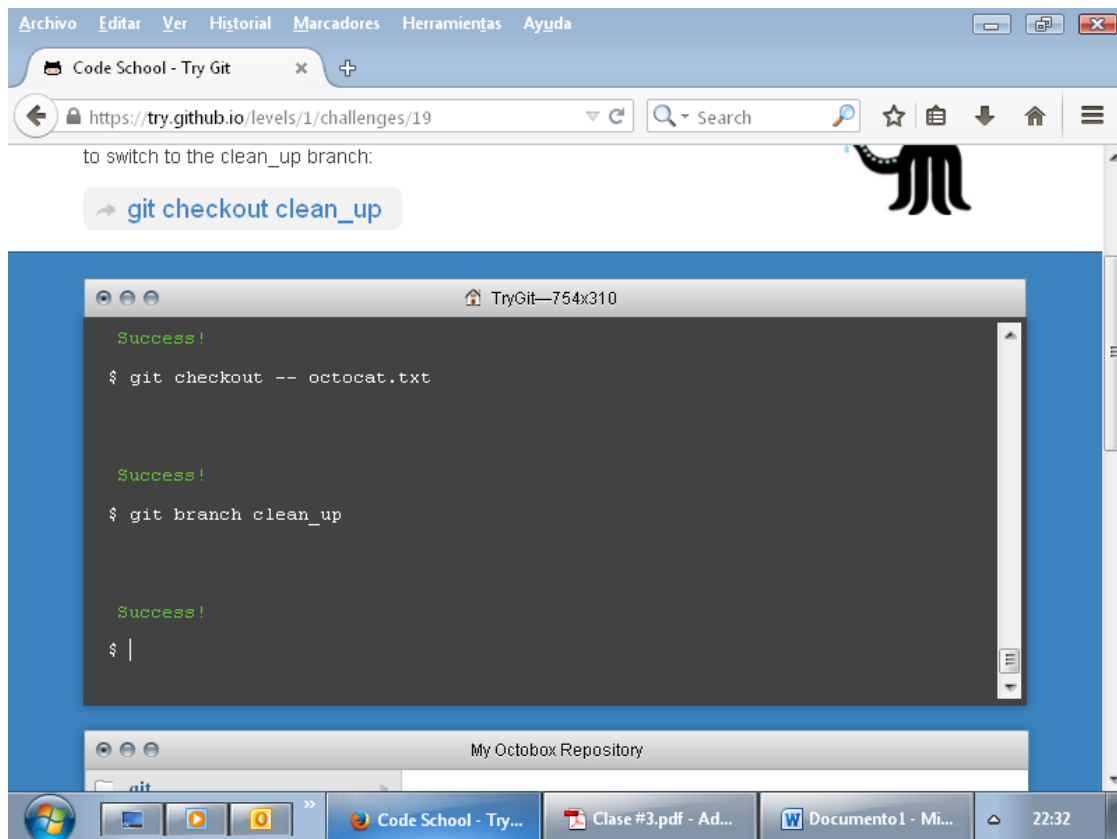 Archivo Editar Ver Historial Marcadores Herramientas Ayuda
Code School - Try Git
https://try.github.io/levels/1/challenges/19
Search
to switch to the clean_up branch:
git checkout clean_up
TryGit—754x310
Success!
$ git checkout -- octocat.txt
Success!
$ git branch clean_up
Success!
$
My Octobox Repository
git
Code School - Try...
Clase #3.pdf - Ad...
Documento1 - Mi...
22:32